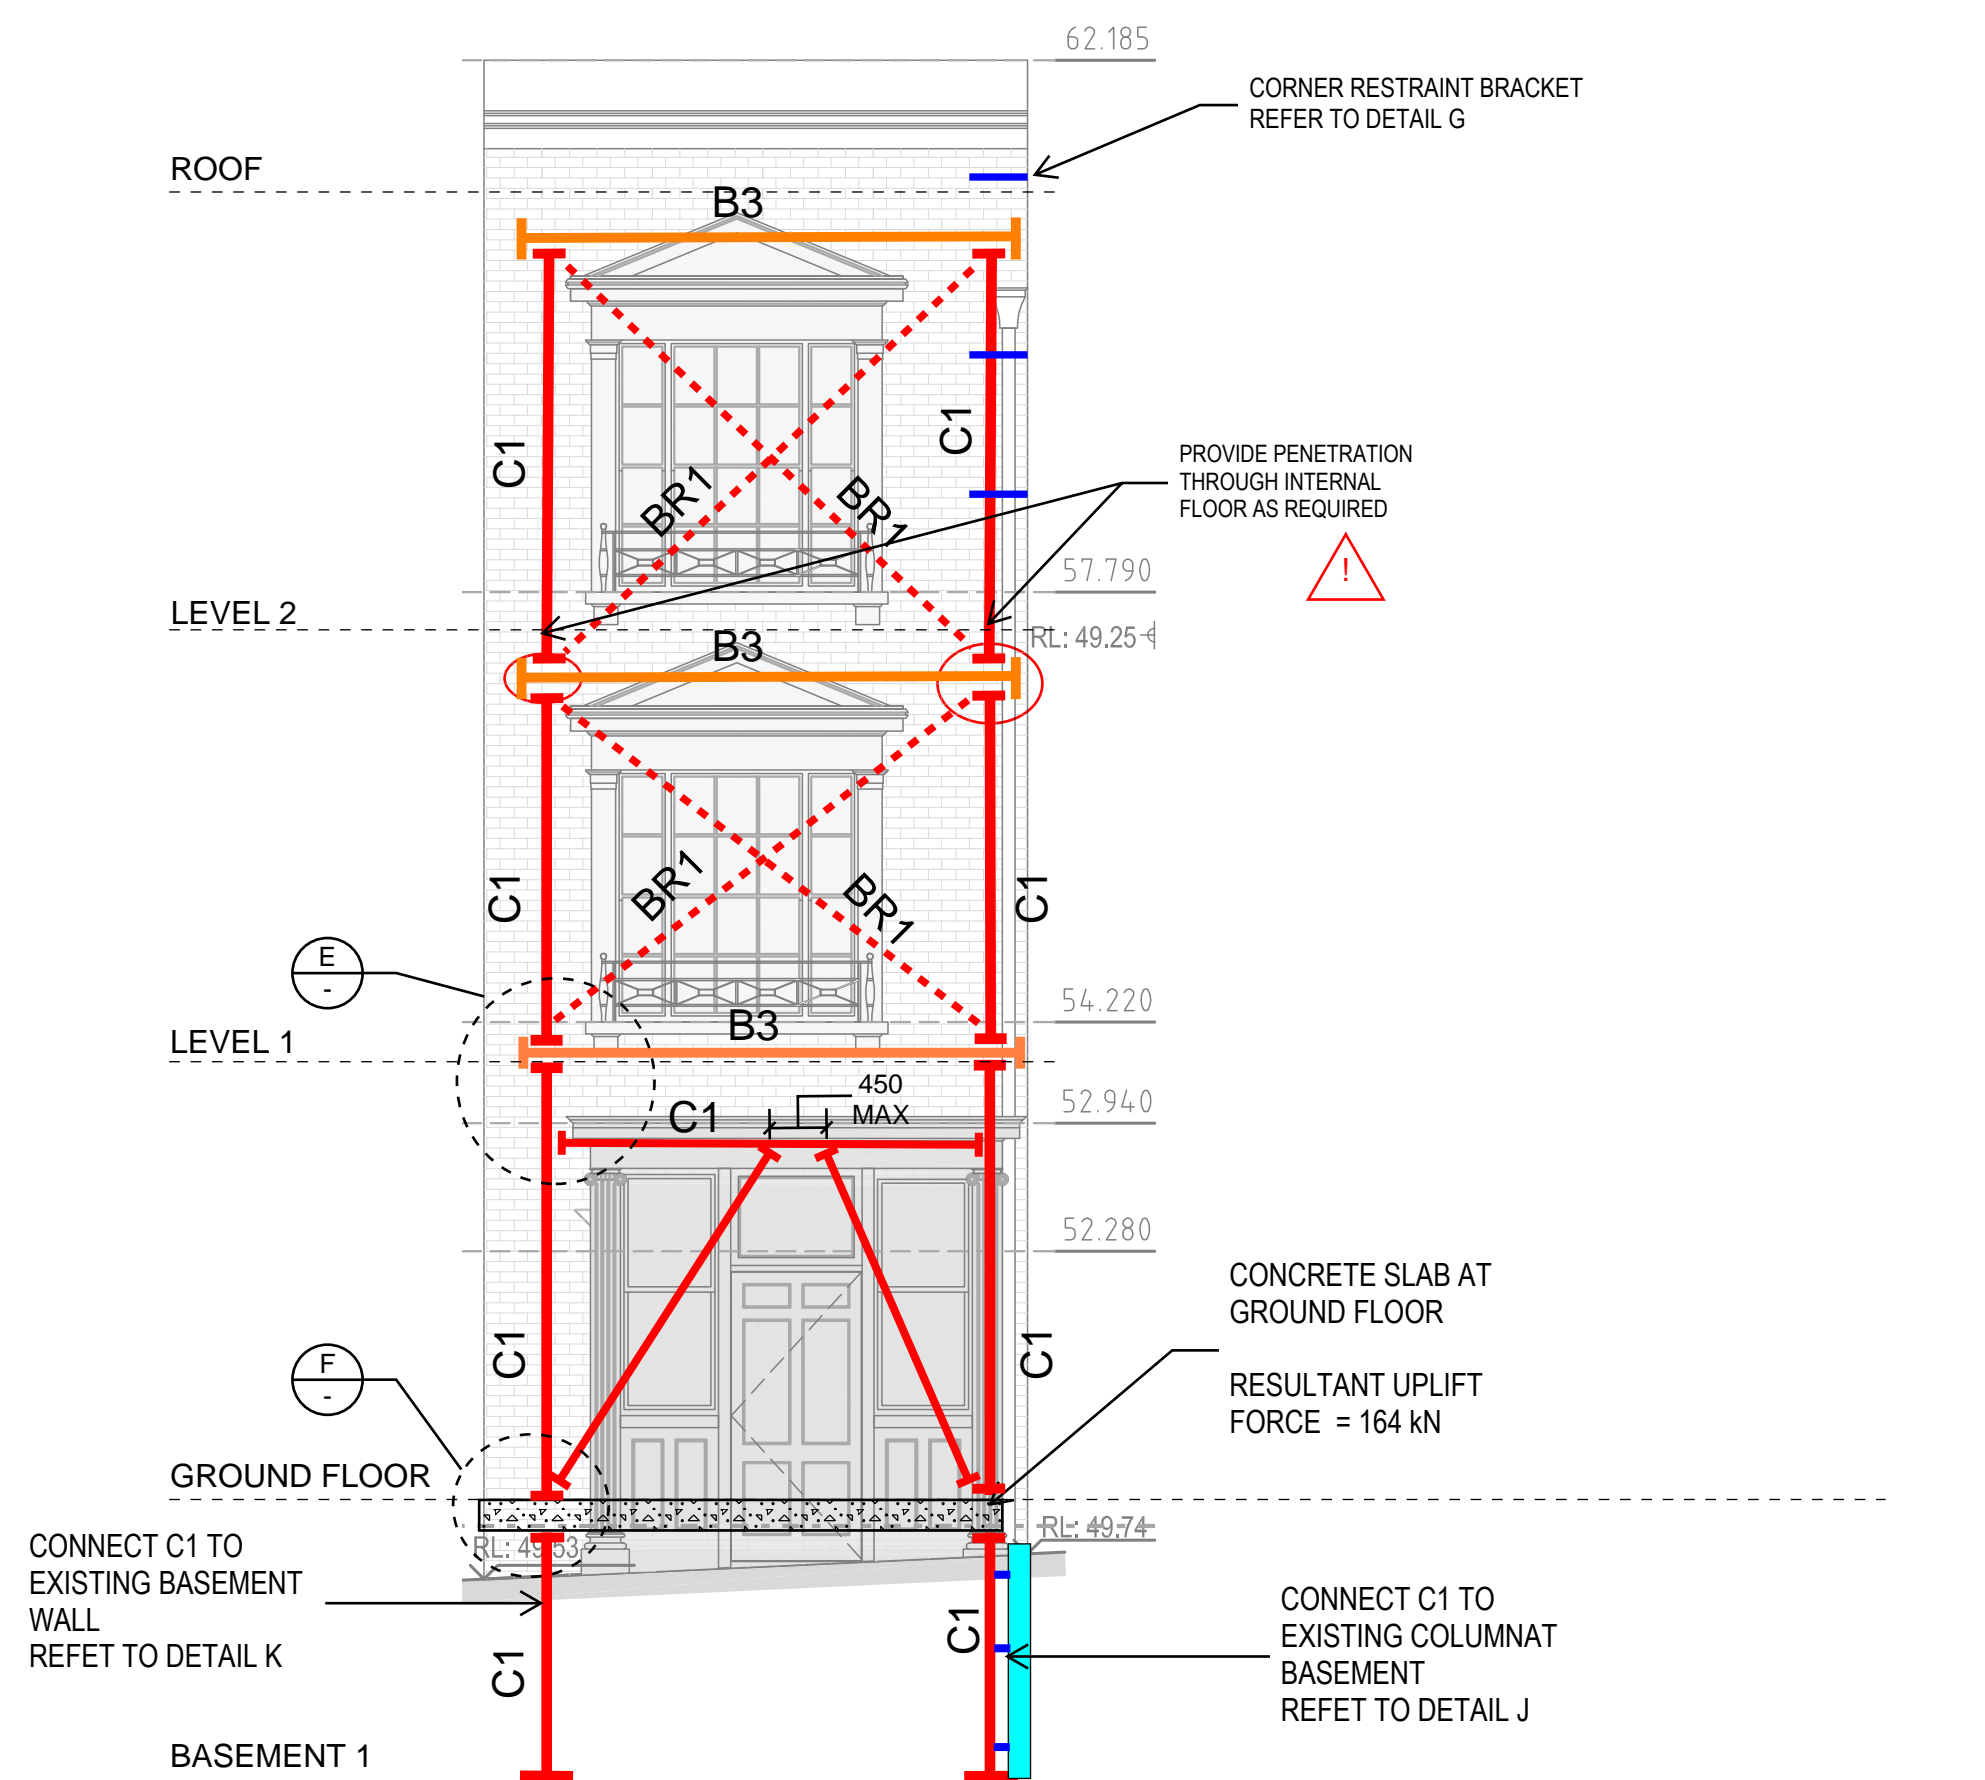 62.185
CORNER RESTRAINT BRACKET
REFER TO DETAIL G
ROOF
B3
C1
C1
PROVIDE PENETRATION
THROUGH INTERNAL
FLOOR AS REQUIRED
BR1
BR1
!
57.790
LEVEL 2
RL: 49.25
B3
C1
C1
BR1
BR1
E
-
54.220
B3
LEVEL 1
450
MAX
C1
52.940
52.280
CONCRETE SLAB AT
GROUND FLOOR
C1
C1
F
-
RESULTANT UPLIFT
FORCE = 164 kN
GROUND FLOOR
RL: 49.74
RL: 49.53
CONNECT C1 TO
EXISTING BASEMENT
WALL
REFET TO DETAIL K
C1
C1
CONNECT C1 TO
EXISTING COLUMNAT
BASEMENT
REFET TO DETAIL J
BASEMENT 1